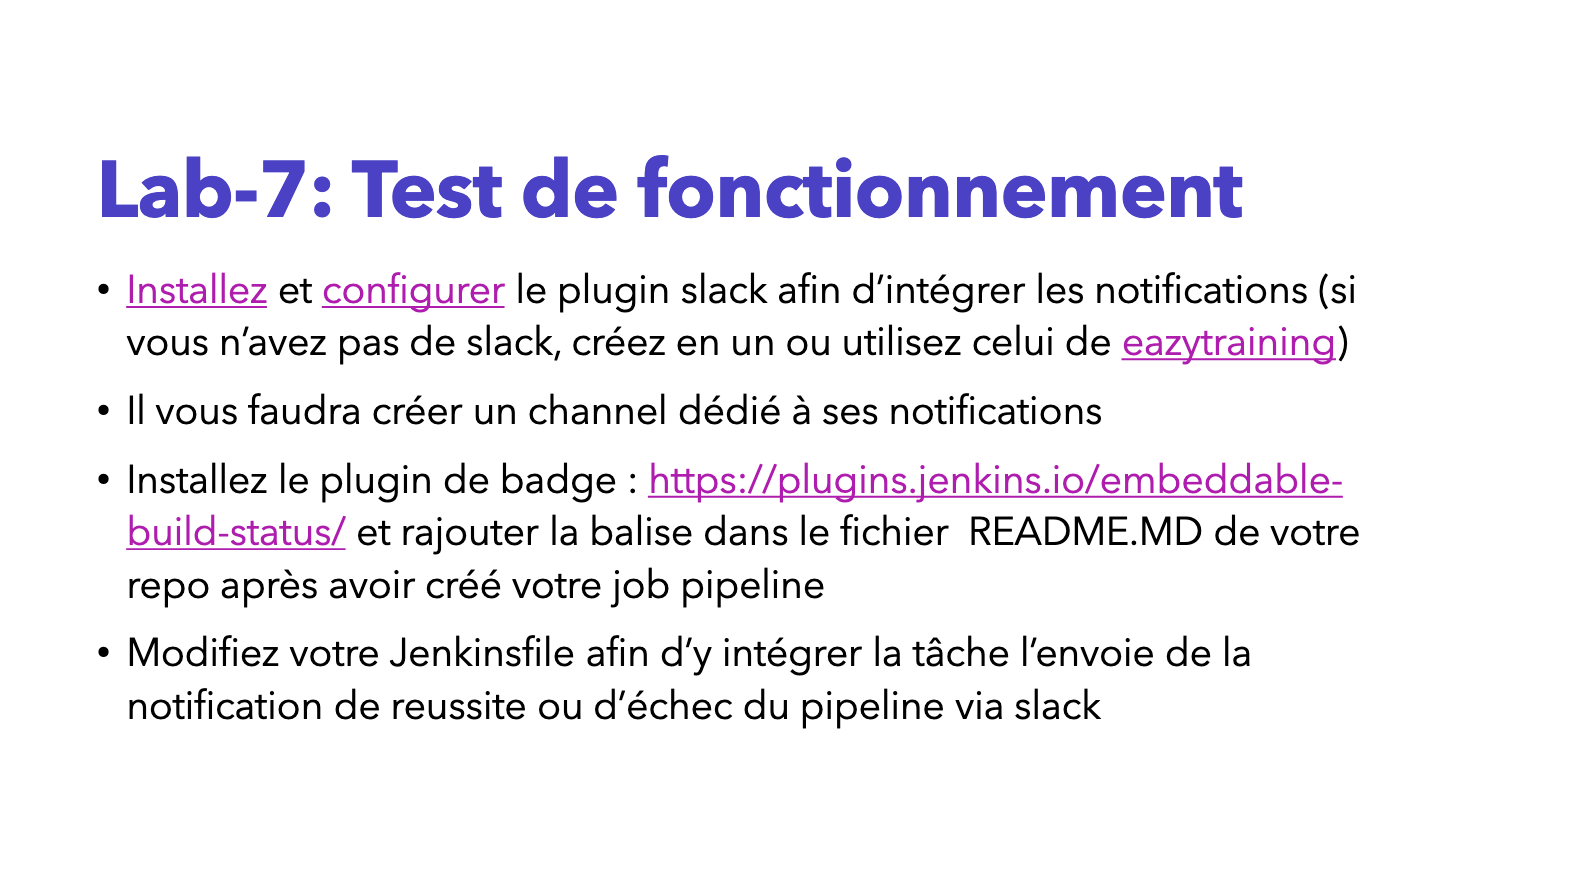 Lab-7: Test de fonctionnement
• Installez et configurer le plugin slack afin d’intégrer les notifications (si
vous n’avez pas de slack, créez en un ou utilisez celui de eazytraining)
• Il vous faudra créer un channel dédié à ses notifications
• Installez le plugin de badge : https://plugins.jenkins.io/embeddable-
build-status/ et rajouter la balise dans le fichier  README.MD de votre
repo après avoir créé votre job pipeline
• Modifiez votre Jenkinsfile afin d’y intégrer la tâche l’envoie de la
notification de reussite ou d’échec du pipeline via slack